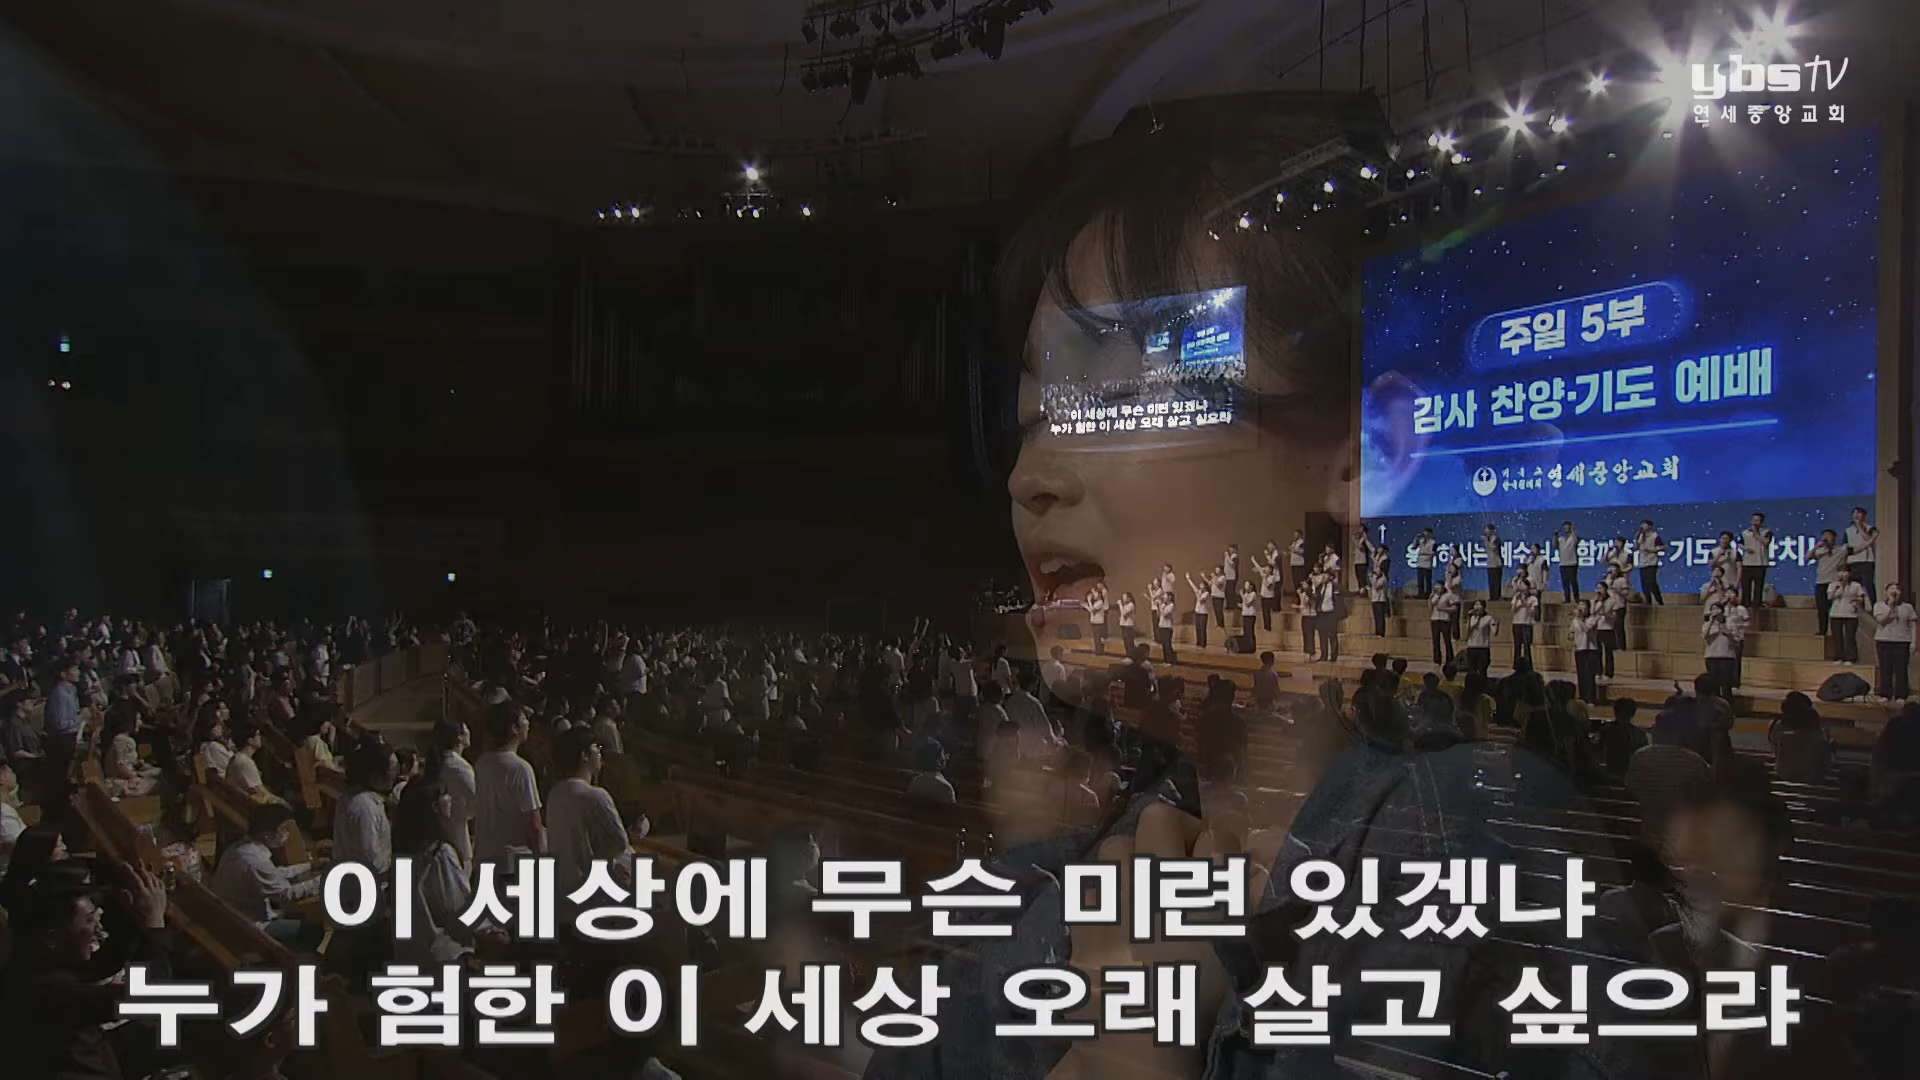 ybstv
연세중앙교회
주일 5부
감사 찬양·기도 예배
연세중앙교회
이 세상에 무슨 미련 있겠냐
누가 험한 이 세상 오래 살고 싶으랴
이 세상에 무슨 미련 있겠냐
누가 험한 이 세상 오래 살고 싶으랴